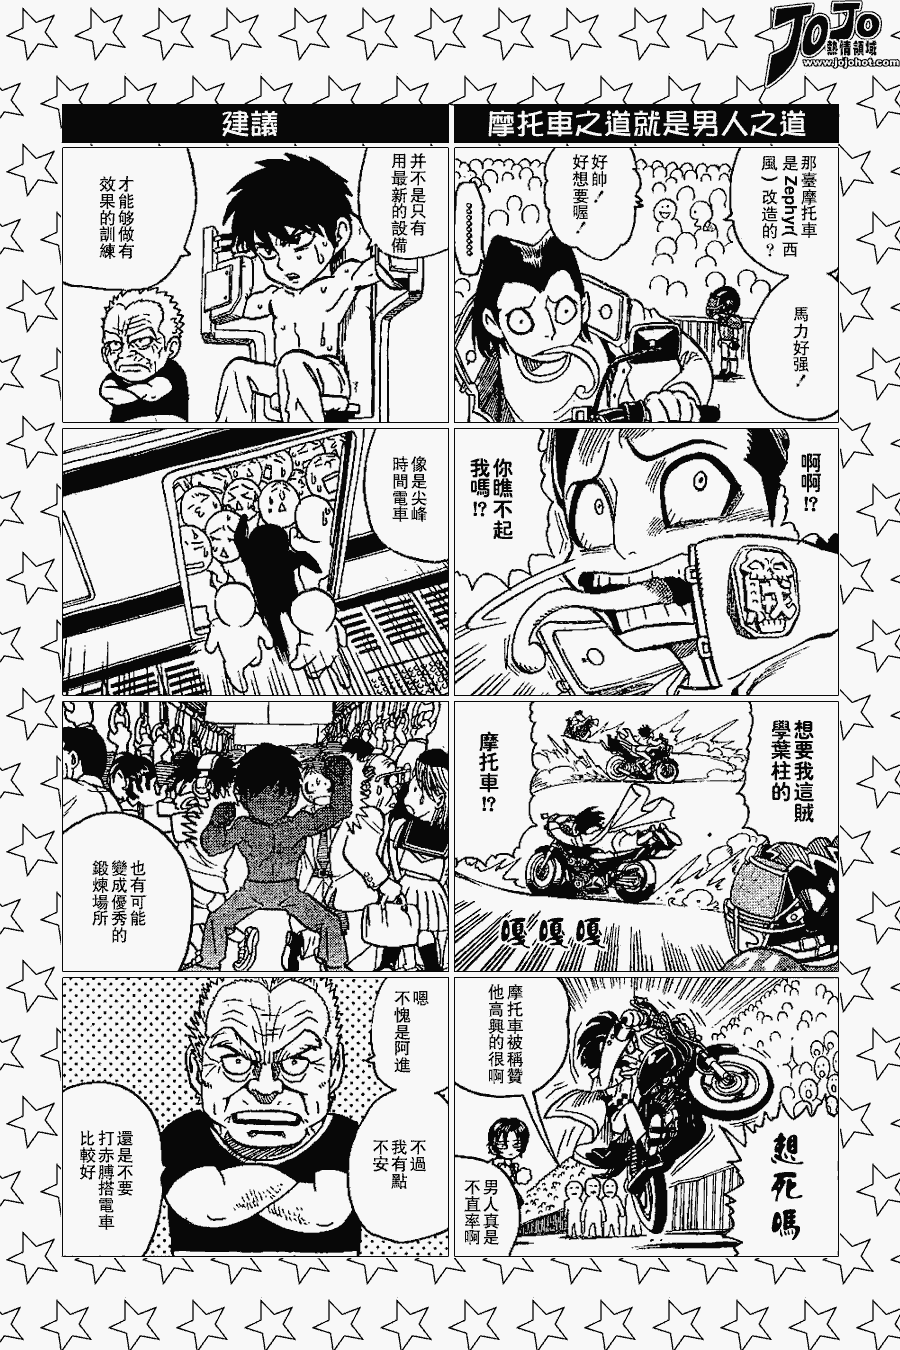 JOJO
熱情領域
www.jojohot.com
摩托車之道就是男人之道
那臺摩托車
是Zephyr(西
風)改造的?
好帥!
好想要喔!
馬力好强!
啊啊!?
你瞧不起
我嗎!?
想要我這賊
學葉柱的
摩托車!?
嘎嘎嘎
摩托車被稱贊
他高興的很啊
想死嗎
男人真是
不直率啊
建議
并不是只有
用最新的設備
才能够做有
效果的訓練
像是尖峰
時間電車
也有可能
變成優秀的
鍛煉場所
嗯
不愧是阿進
不過
我有點
不安
還是不要
打赤膊搭電車
比較好